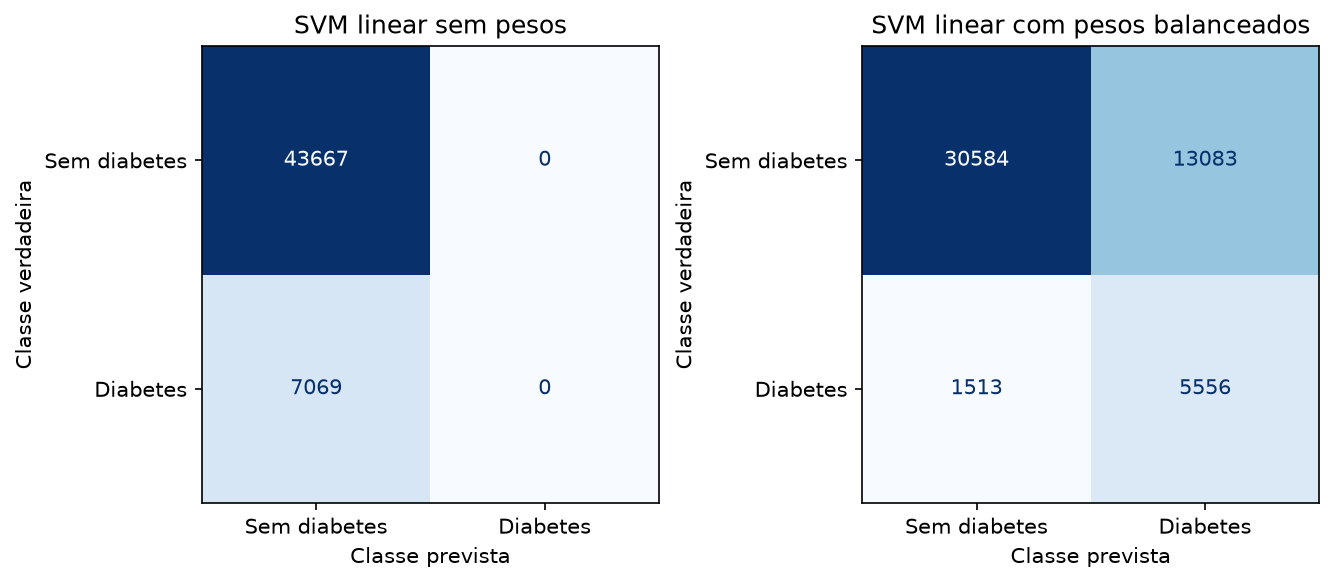 SVM linear sem pesos
Sem diabetes
43667
0
Diabetes
7069
0
Classe verdadeira
Sem diabetes
Diabetes
Classe prevista
SVM linear com pesos balanceados
Sem diabetes
30584
13083
Diabetes
1513
5556
Classe verdadeira
Sem diabetes
Diabetes
Classe prevista